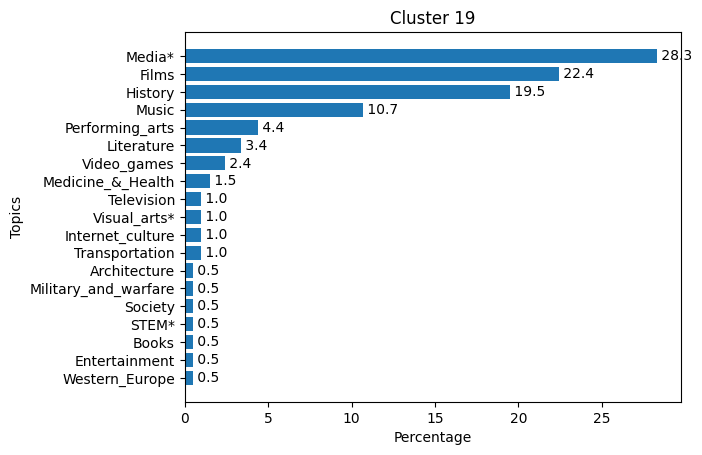 Cluster 19
Media* 28.3
Films 22.4
History 19.5
Music 10.7
Performing_arts 4.4
Literature 3.4
Video_games 2.4
Medicine_&_Health 1.5
Television 1.0
Visual_arts* 1.0
Internet_culture 1.0
Transportation 1.0
Architecture 0.5
Military_and_warfare 0.5
Society 0.5
STEM* 0.5
Books 0.5
Entertainment 0.5
Western_Europe 0.5
Topics
0 5 10 15 20 25
Percentage